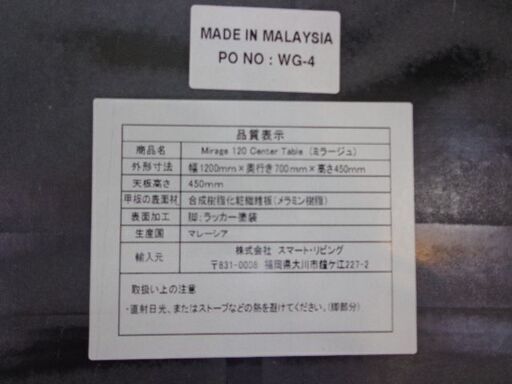 MADE IN MALAYSIA
PO NO : WG-4
品質表示
商品名 Mirage 120 Center Table (ミラージュ)
外形寸法 幅1200mm×奥行き700mm×高さ450mm
天板高さ 450mm
甲板の表面材 合成樹脂化粧繊維板(メラミン樹脂)
表面加工 脚:ラッカー塗装
生産国 マレーシア
輸入元 株式会社 スマート・リビング
〒831-0008 福岡県大川市鐘ケ江227-2
取扱い上の注意
・直射日光、またはストーブなどの熱を避けてください。(脚部分)